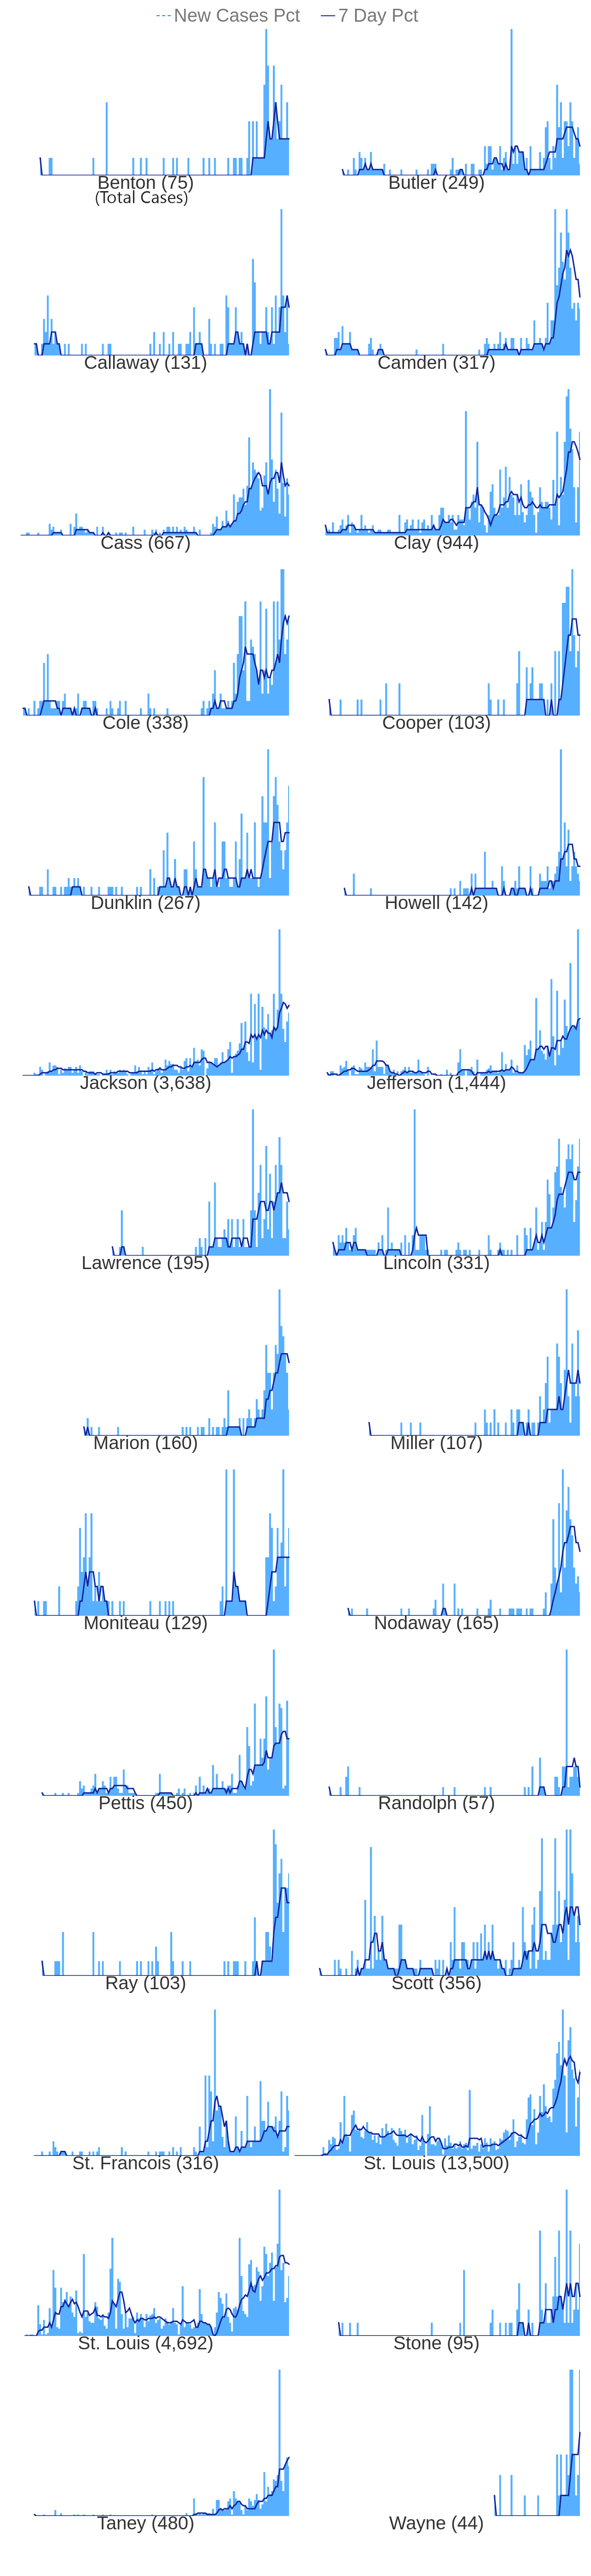 New Cases Pct 7 Day Pct
Benton (75) Butler (249)
(Total Cases)
Callaway (131) Camden (317)
Cass (667) Clay (944)
Cole (338) Cooper (103)
Dunklin (267) Howell (142)
Jackson (3,638) Jefferson (1,444)
Lawrence (195) Lincoln (331)
Marion (160) Miller (107)
Moniteau (129) Nodaway (165)
Pettis (450) Randolph (57)
Ray (103) Scott (356)
St. Francois (316) St. Louis (13,500)
St. Louis (4,692) Stone (95)
Taney (480) Wayne (44)